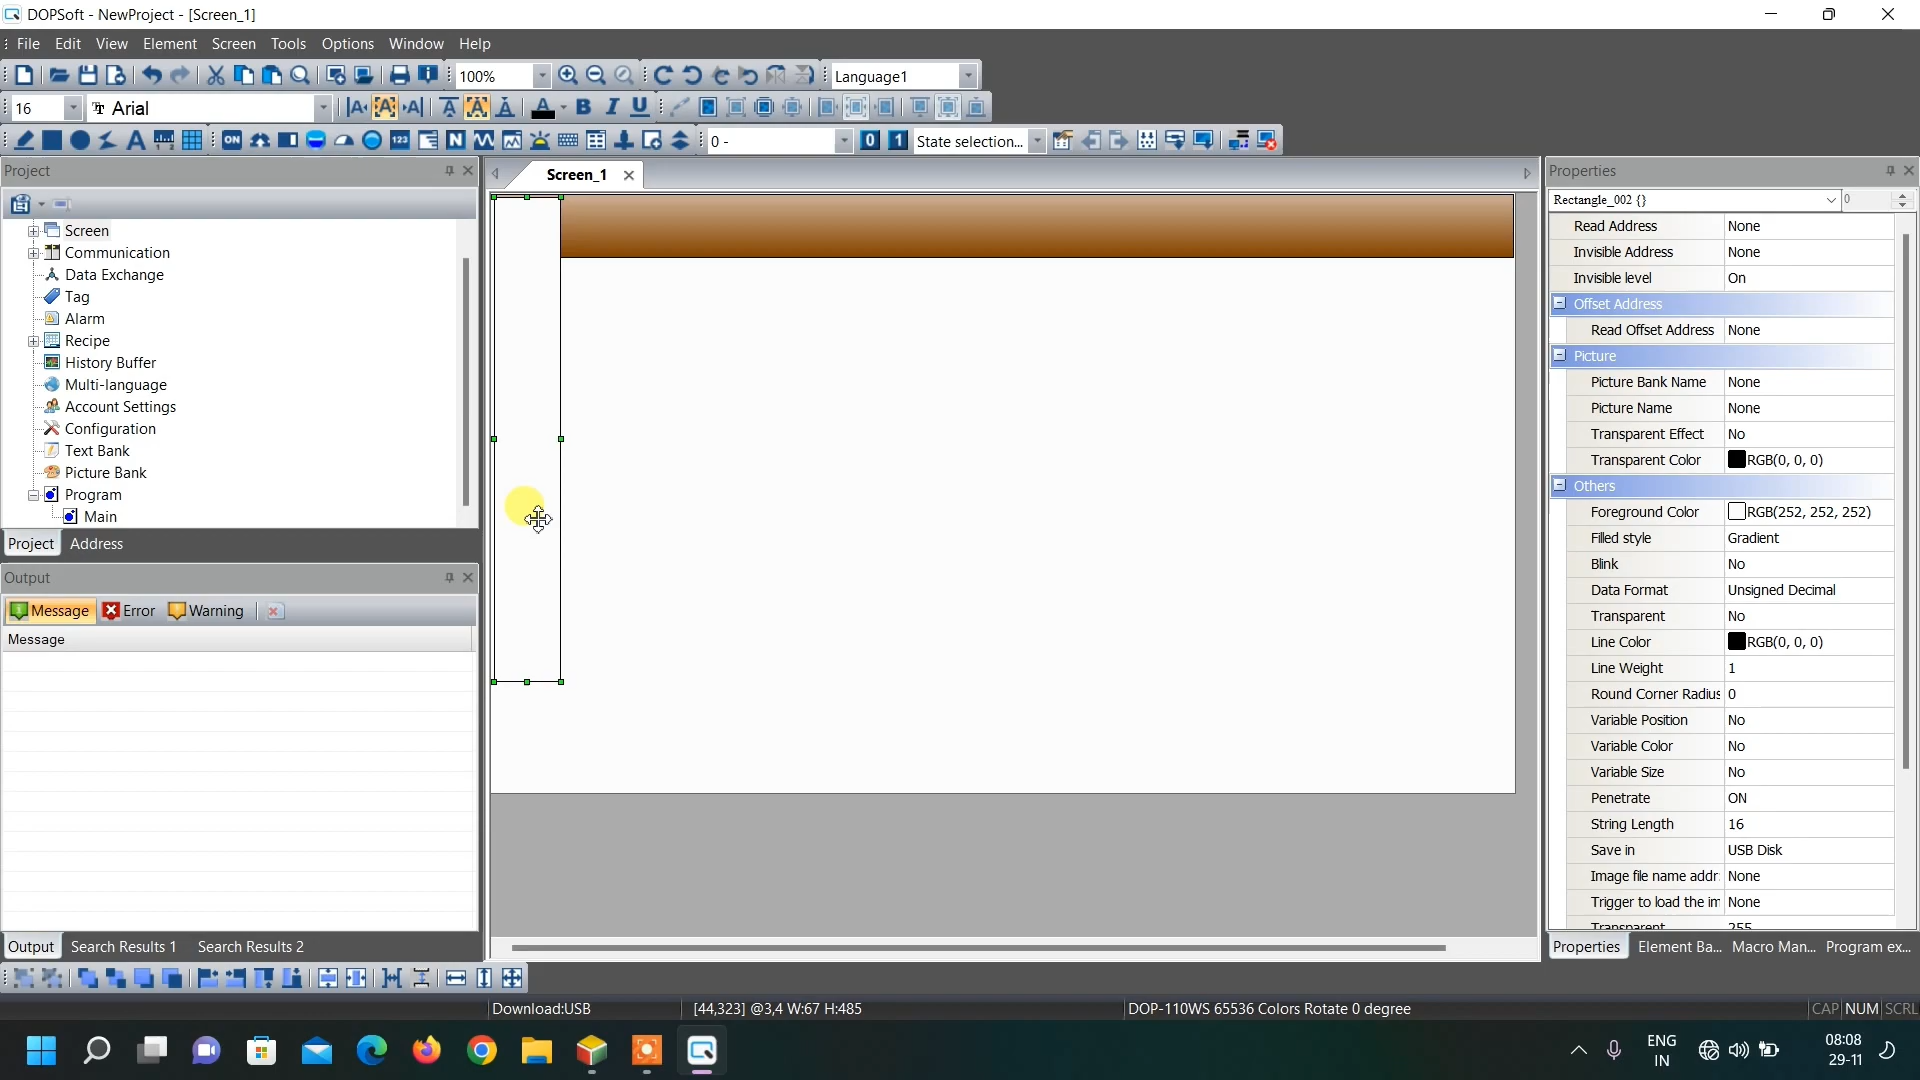 DOPSoft - NewProject - [Screen_1]
File Edit View Element Screen Tools Options Window Help
100% Language1
16 Arial
0 - State selection...
Project
Screen
Communication
Data Exchange
Tag
Alarm
Recipe
History Buffer
Multi-language
Account Settings
Configuration
Text Bank
Picture Bank
Program
Main
Project Address
Output
Message Error Warning
Message
Output Search Results 1 Search Results 2
Screen_1
Properties
Rectangle_002 {} 0
Read Address None
Invisible Address None
Invisible level On
Offset Address
Read Offset Address None
Picture
Picture Bank Name None
Picture Name None
Transparent Effect No
Transparent Color RGB(0, 0, 0)
Others
Foreground Color RGB(252, 252, 252)
Filled style Gradient
Blink No
Data Format Unsigned Decimal
Transparent No
Line Color RGB(0, 0, 0)
Line Weight 1
Round Corner Radius 0
Variable Position No
Variable Color No
Variable Size No
Penetrate ON
String Length 16
Save in USB Disk
Image file name addr None
Trigger to load the im None
Transparent 255
Properties Element Ba... Macro Man... Program ex...
Download:USB [44,323] @3,4 W:67 H:485 DOP-110WS 65536 Colors Rotate 0 degree CAP NUM SCRL
ENG
IN
08:08
29-11